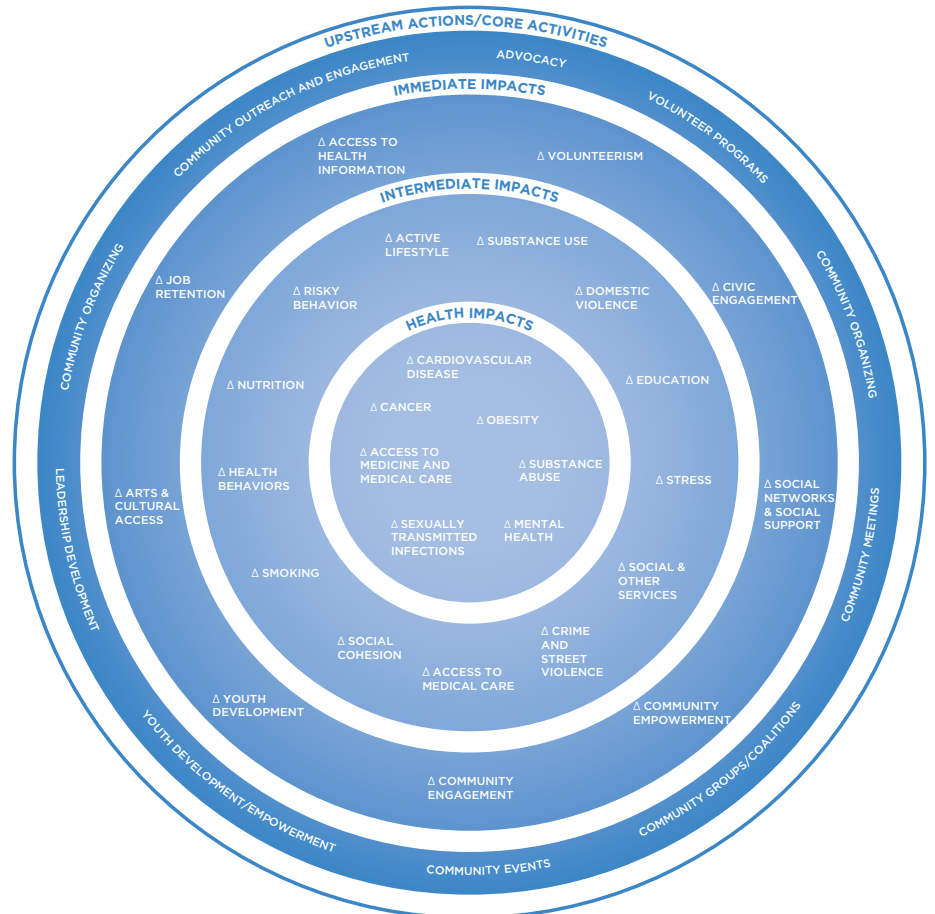 UPSTREAM ACTIONS/CORE ACTIVITIES
COMMUNITY OUTREACH AND ENGAGEMENT
ADVOCACY
VOLUNTEER PROGRAMS
COMMUNITY ORGANIZING
COMMUNITY MEETINGS
COMMUNITY GROUPS/COALITIONS
COMMUNITY EVENTS
YOUTH DEVELOPMENT/EMPOWERMENT
LEADERSHIP DEVELOPMENT
COMMUNITY ORGANIZING
IMMEDIATE IMPACTS
Δ ACCESS TO
HEALTH
INFORMATION
Δ VOLUNTEERISM
Δ CIVIC
ENGAGEMENT
Δ SOCIAL
NETWORKS
& SOCIAL
SUPPORT
Δ COMMUNITY
EMPOWERMENT
Δ COMMUNITY
ENGAGEMENT
Δ YOUTH
DEVELOPMENT
Δ ARTS &
CULTURAL
ACCESS
Δ JOB
RETENTION
INTERMEDIATE IMPACTS
Δ ACTIVE
LIFESTYLE
Δ SUBSTANCE USE
Δ DOMESTIC
VIOLENCE
Δ EDUCATION
Δ STRESS
Δ SOCIAL &
OTHER
SERVICES
Δ CRIME
AND
STREET
VIOLENCE
Δ ACCESS TO
MEDICAL CARE
Δ SOCIAL
COHESION
Δ SMOKING
Δ HEALTH
BEHAVIORS
Δ NUTRITION
Δ RISKY
BEHAVIOR
HEALTH IMPACTS
Δ CARDIOVASCULAR
DISEASE
Δ CANCER
Δ OBESITY
Δ ACCESS TO
MEDICINE AND
MEDICAL CARE
Δ SUBSTANCE
ABUSE
Δ SEXUALLY
TRANSMITTED
INFECTIONS
Δ MENTAL
HEALTH